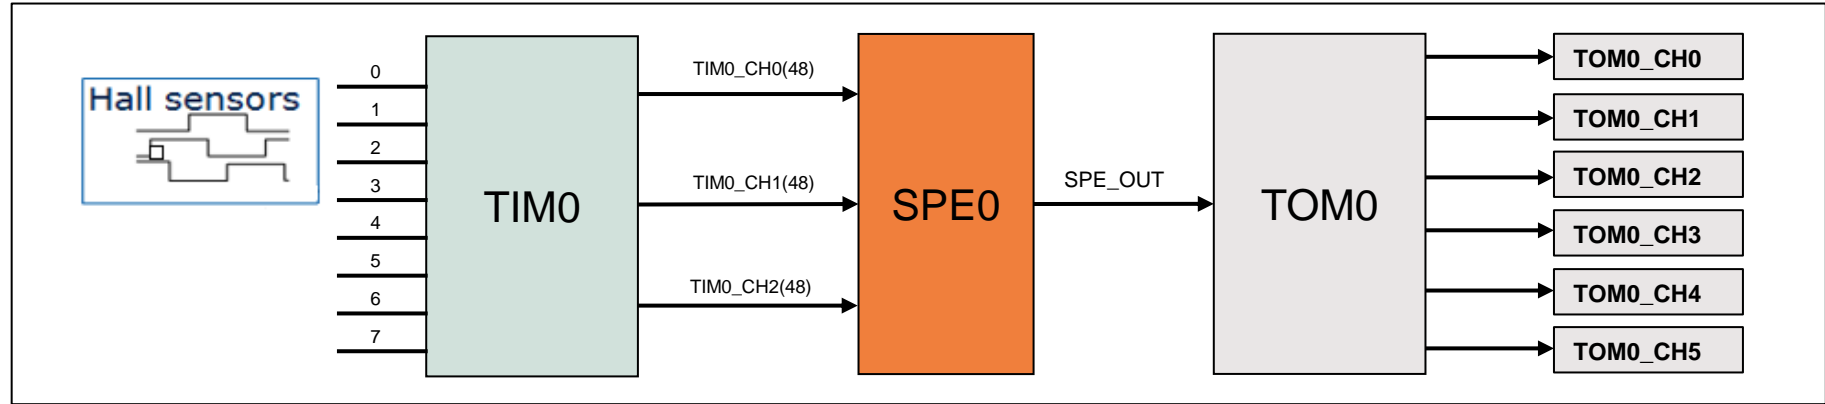 Hall sensors
0
1
2
3
4
5
6
7
TIM0
TIM0_CH0(48)
TIM0_CH1(48)
TIM0_CH2(48)
SPE0
SPE_OUT
TOM0
TOM0_CH0
TOM0_CH1
TOM0_CH2
TOM0_CH3
TOM0_CH4
TOM0_CH5